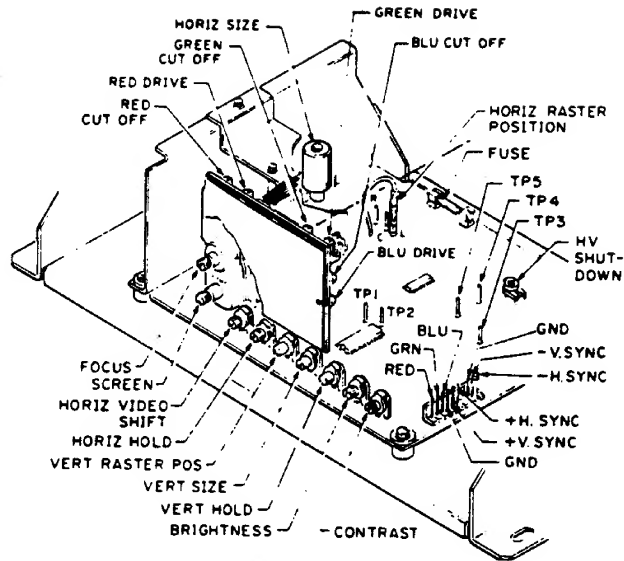 GREEN DRIVE
HORIZ SIZE
GREEN
CUT OFF
BLU CUT OFF
RED DRIVE
RED
CUT OFF
HORIZ RASTER
POSITION
FUSE
TP5
TP4
TP3
HV
SHUT-
DOWN
BLU DRIVE
TP1
TP2
BLU
GRN
RED
GND
-V.SYNC
-H.SYNC
+H.SYNC
+V.SYNC
GND
FOCUS
SCREEN
HORIZ VIDEO
SHIFT
HORIZ HOLD
VERT RASTER POS
VERT SIZE
VERT HOLD
BRIGHTNESS
-CONTRAST